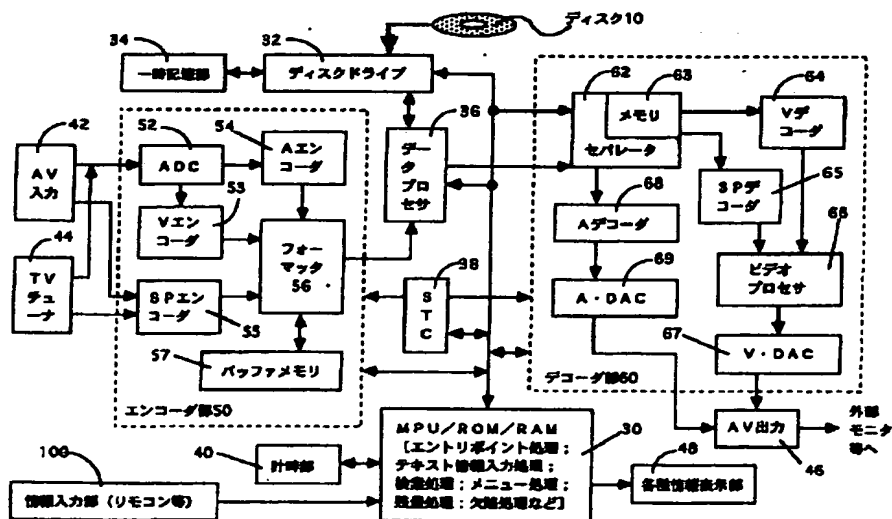 ディスク10
34
32
一時記憶部
ディスクドライブ
62
63
64
メモリ
セパレータ
Vデ
コーダ
42
52
54
36
AV
入力
ADC
Aエン
コーダ
デー
タプ
ロセ
サ
65
SPデ
コーダ
53
68
Vエン
コーダ
Aデコーダ
44
フォー
マッタ
56
38
69
66
TV
チュー
ナ
SPエン
コーダ
55
S
T
C
A・DAC
ビデオ
プロセサ
57
67
バッファメモリ
V・DAC
エンコーダ部50
デコーダ部60
MPU/ROM/RAM
[エントリポイント処理;
テキスト情報入力処理;
検索処理;メニュー処理;
残量処理;欠陥処理など]
30
AV出力
外部
モニタ
等へ
40
46
48
計時部
100
各種情報表示部
情報入力部(リモコン等)